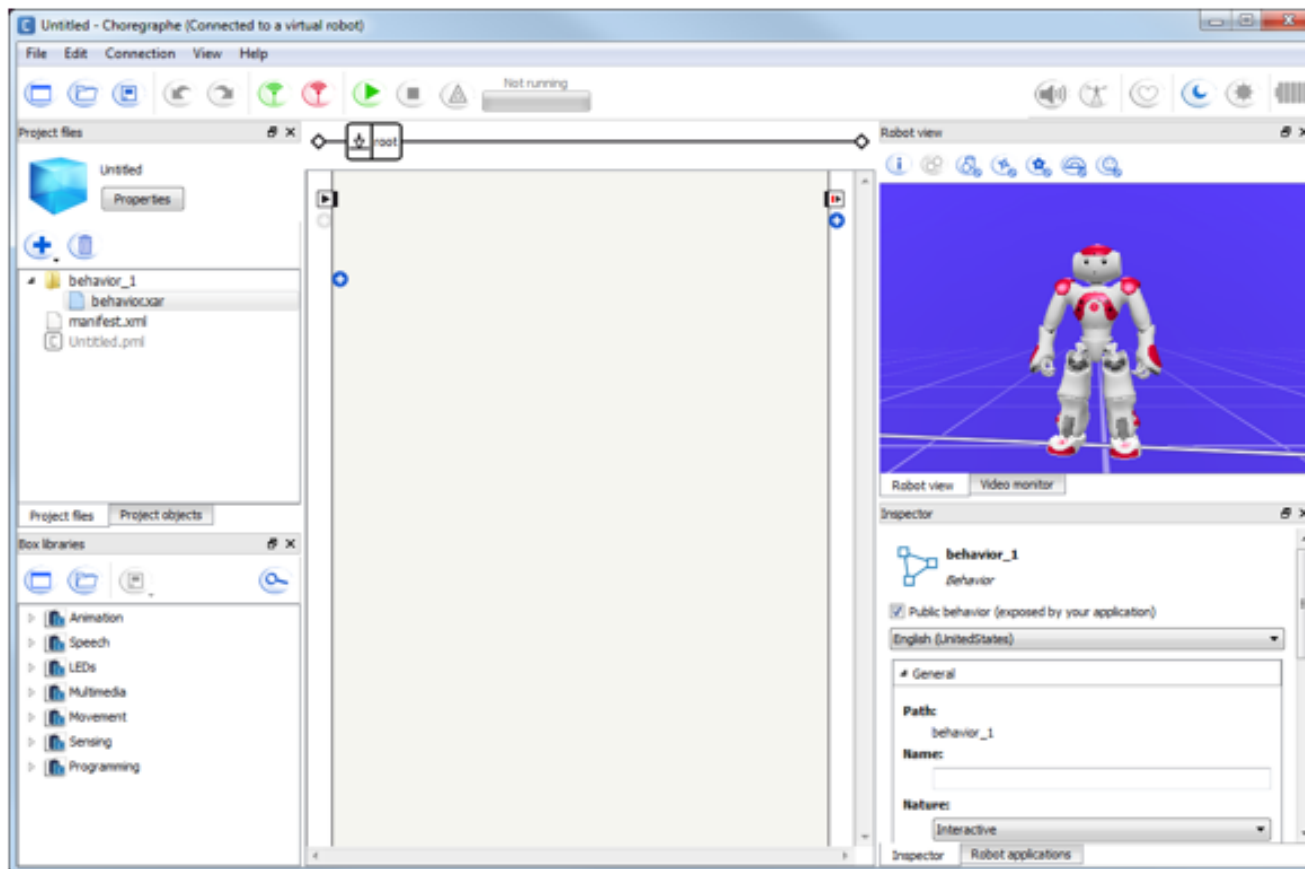 Untitled - Choregraphe (Connected to a virtual robot)
File Edit Connection View Help
Not running
Project files
Untitled
Properties
behavior_1
behavior.xar
manifest.xml
Untitled.pml
Project files Project objects
Box libraries
Animation
Speech
LEDs
Multimedia
Movement
Sensing
Programming
root
Robot view
Robot view Video monitor
Inspector
behavior_1
Behavior
Public behavior (exposed by your application)
English (UnitedStates)
General
Path:
behavior_1
Name:
Nature:
Interactive
Inspector Robot applications